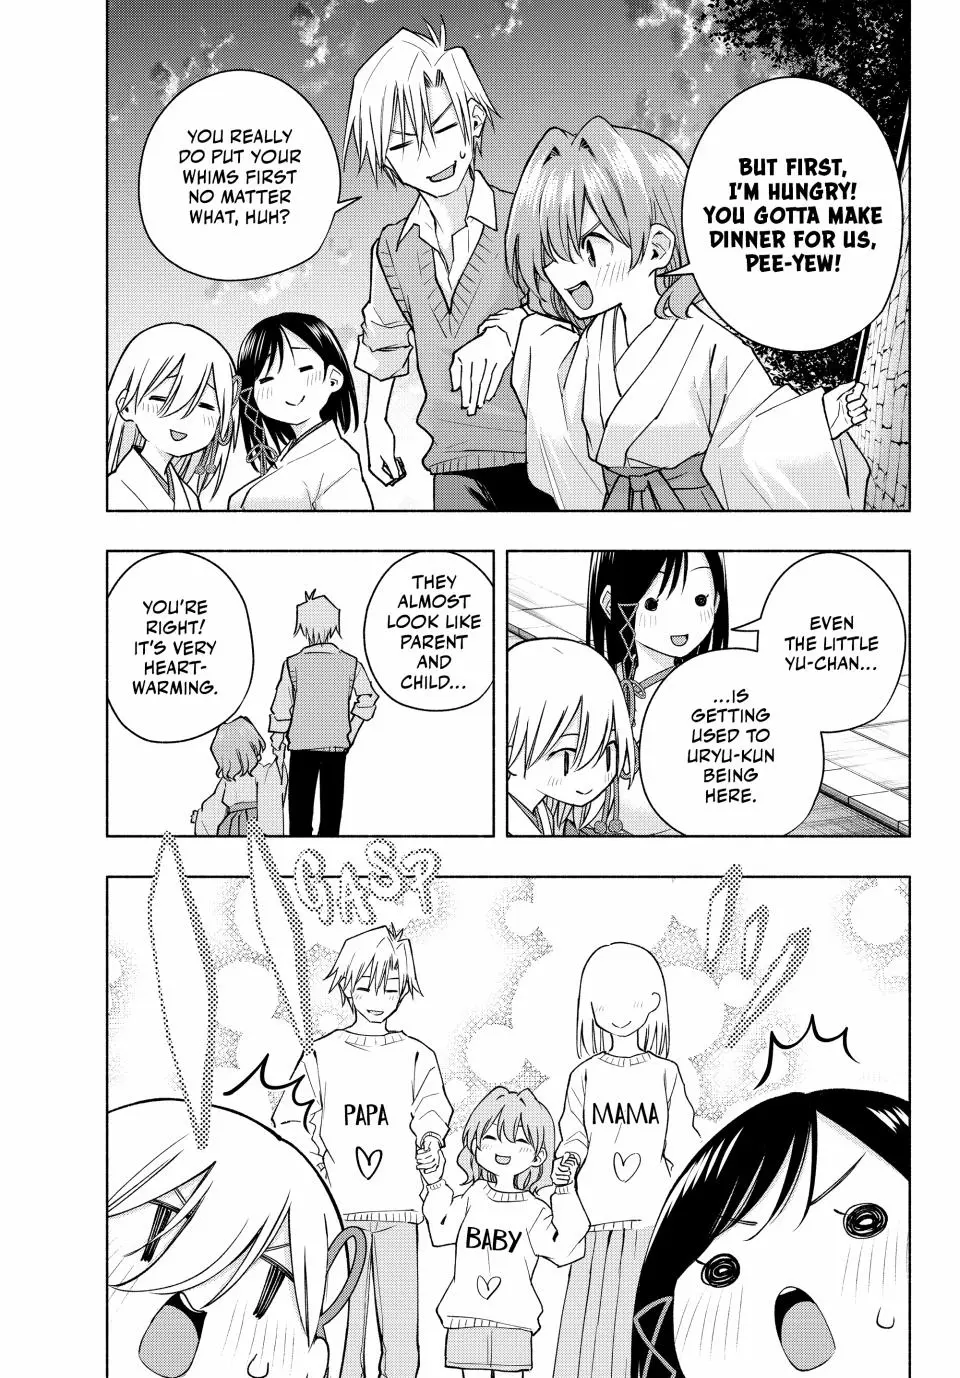 BUT FIRST,
I'M HUNGRY!
YOU GOTTA MAKE
DINNER FOR US,
PEE-YEW!
YOU REALLY
DO PUT YOUR
WHIMS FIRST
NO MATTER
WHAT, HUH?
EVEN
THE LITTLE
YU-CHAN...
...IS
GETTING
USED TO
URYU-KUN
BEING
HERE.
THEY
ALMOST
LOOK LIKE
PARENT
AND
CHILD...
YOU'RE
RIGHT!
IT'S VERY
HEART-
WARMING.
GASP
PAPA
MAMA
BABY